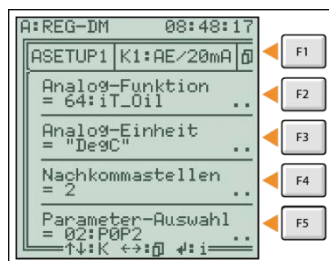 A:REG-DM 08:48:17
ASETUP1 K1:AE/20mA
F1
Analog-Funktion
= 64:iT_Oil ..
F2
Analog-Einheit
= "DegC" ..
F3
Nachkommastellen
= 2 ..
F4
Parameter-Auswahl
= 02:P0P2 ..
F5
↑↓:K ←→: ↲:i